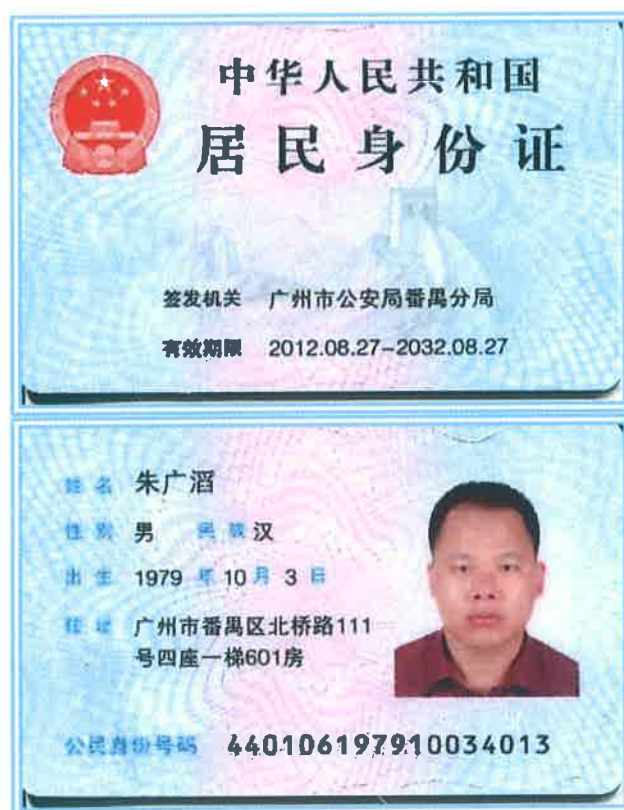 中华人民共和国
居民身份证
签发机关 广州市公安局番禺分局
有效期限 2012.08.27-2032.08.27
姓名 朱广滔
性别 男 民族 汉
出生 1979 年 10 月 3 日
住址 广州市番禺区北桥路111
号四座一梯601房
公民身份号码 440106197910034013